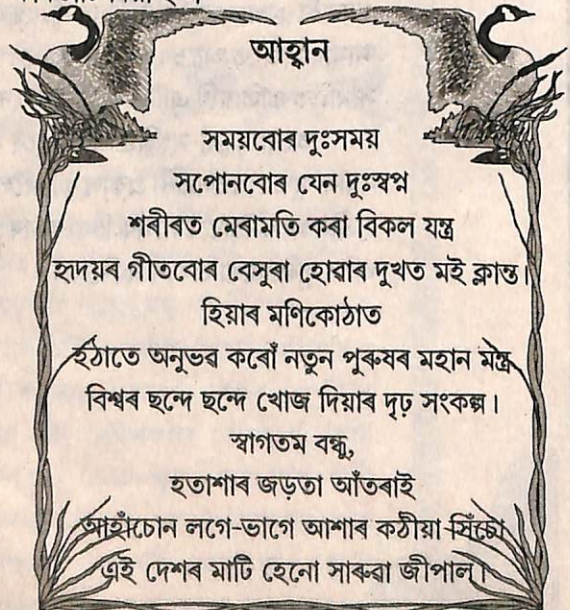 আহ্বান
সময়বোৰ দুঃসময়
সপোনবোৰ যেন দুঃস্বপ্ন
শৰীৰত মেৰামতি কৰা বিকল যন্ত্ৰ
হৃদয়ৰ গীতবোৰ বেসুৰা হোৱাৰ দুখত মই ক্লান্ত।
হিয়াৰ মণিকোঠাত
হঠাতে অনুভৱ কৰোঁ নতুন পুৰুষৰ মহান মন্ত্ৰ
বিশ্বৰ ছন্দে ছন্দে খোজ দিয়াৰ দৃঢ় সংকল্প।
স্বাগতম বন্ধু,
হতাশাৰ জড়তা আঁতৰাই
আহাঁচোন লগে-ভাগে আশাৰ কঠীয়া সিঁচো
এই দেশৰ মাটি হেনো সাৰুৱা জীপাল।